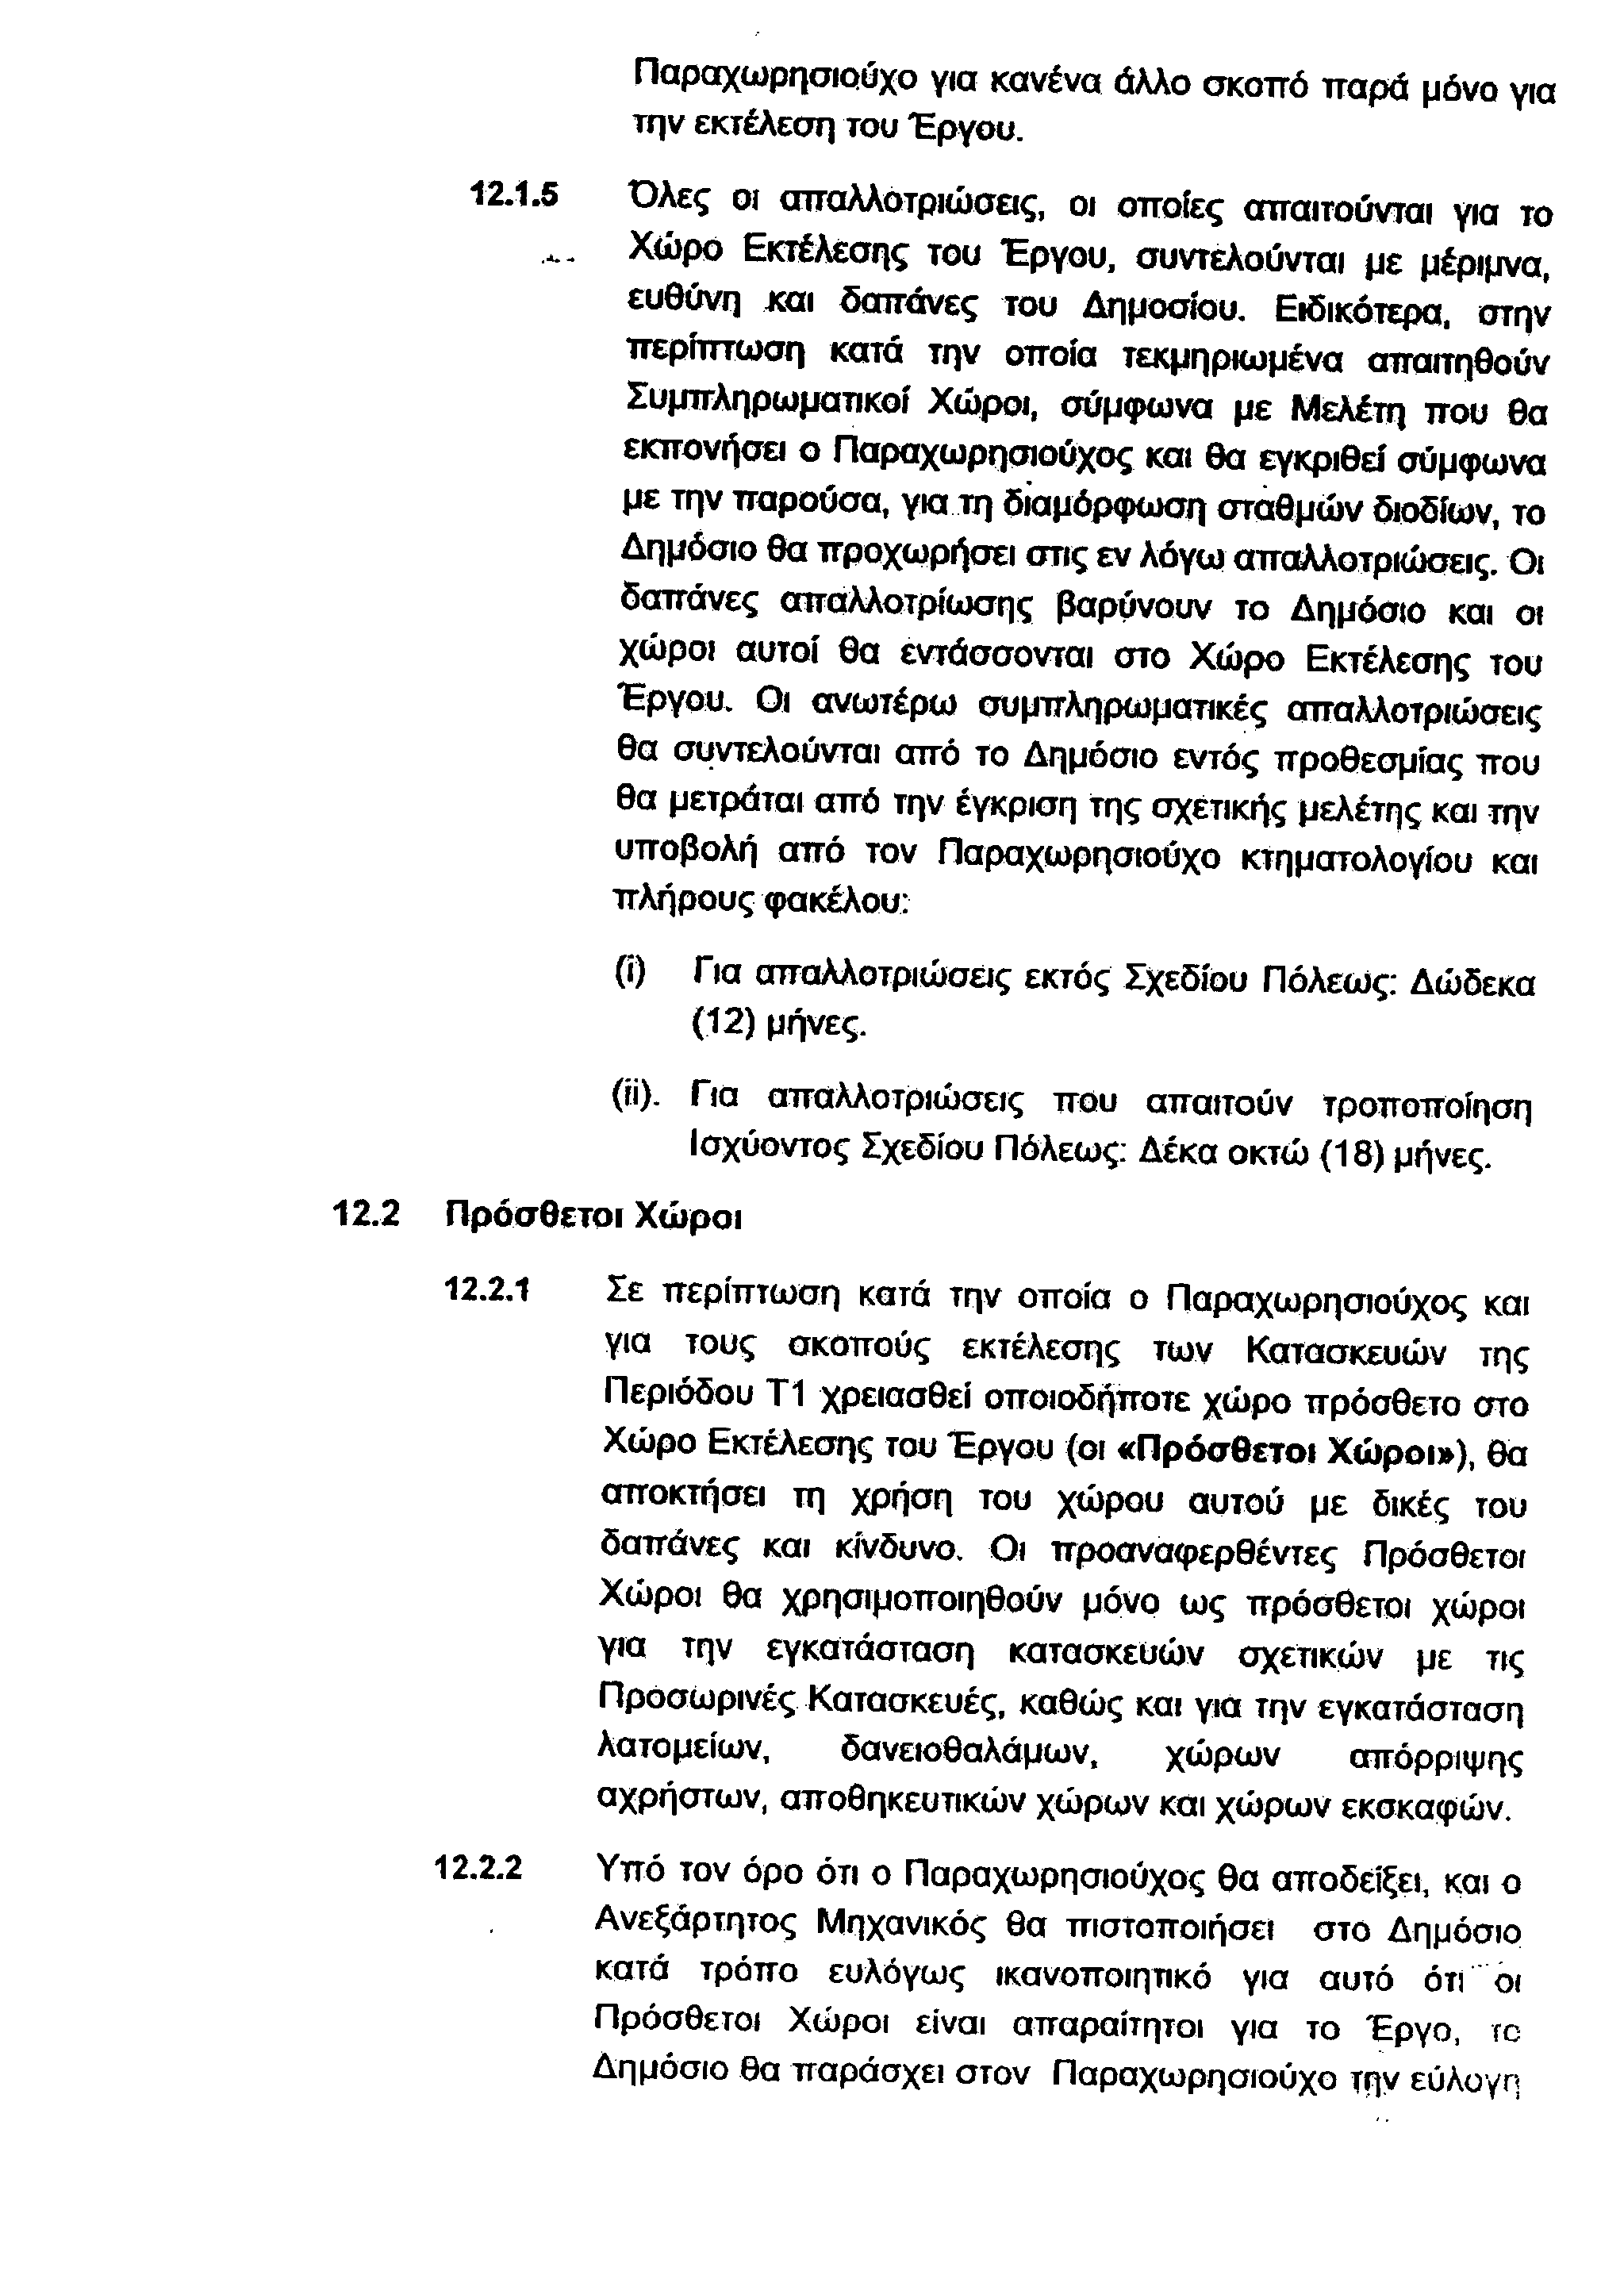 Παραχωρησιούχο για κανένα άλλο σκοπό παρά μόνο για
την εκτέλεση του Έργου.
12.1.5 Όλες οι απαλλοτριώσεις, οι οποίες απαιτούνται για το
Χώρο Εκτέλεσης του Έργου, συντελούνται με μέριμνα,
ευθύνη και δαπάνες του Δημοσίου. Ειδικότερα, στην
περίπτωση κατά την οποία τεκμηριωμένα απαιτηθούν
Συμπληρωματικοί Χώροι, σύμφωνα με Μελέτη που θα
εκπονήσει ο Παραχωρησιούχος και θα εγκριθεί σύμφωνα
με την παρούσα, για τη διαμόρφωση σταθμών διοδίων, το
Δημόσιο θα προχωρήσει στις εν λόγω απαλλοτριώσεις. Οι
δαπάνες απαλλοτρίωσης βαρύνουν το Δημόσιο και οι
χώροι αυτοί θα εντάσσονται στο Χώρο Εκτέλεσης του
Έργου. Οι ανωτέρω συμπληρωματικές απαλλοτριώσεις
θα συντελούνται από το Δημόσιο εντός προθεσμίας που
θα μετράται από την έγκριση της σχετικής μελέτης και την
υποβολή από τον Παραχωρησιούχο κτηματολογίου και
πλήρους φακέλου:
(i) Για απαλλοτριώσεις εκτός Σχεδίου Πόλεως: Δώδεκα
(12) μήνες.
(ii). Για απαλλοτριώσεις που απαιτούν τροποποίηση
Ισχύοντος Σχεδίου Πόλεως: Δέκα οκτώ (18) μήνες.
12.2 Πρόσθετοι Χώροι
12.2.1 Σε περίπτωση κατά την οποία ο Παραχωρησιούχος και
για τους σκοπούς εκτέλεσης των Κατασκευών της
Περιόδου Τ1 χρειασθεί οποιοδήποτε χώρο πρόσθετο στο
Χώρο Εκτέλεσης του Έργου (οι «Πρόσθετοι Χώροι»), θα
αποκτήσει τη χρήση του χώρου αυτού με δικές του
δαπάνες και κίνδυνο. Οι προαναφερθέντες Πρόσθετοι
Χώροι θα χρησιμοποιηθούν μόνο ως πρόσθετοι χώροι
για την εγκατάσταση κατασκευών σχετικών με τις
Προσωρινές Κατασκευές, καθώς και για την εγκατάσταση
λατομείων, δανειοθαλάμων, χώρων απόρριψης
αχρήστων, αποθηκευτικών χώρων και χώρων εκσκαφών.
12.2.2 Υπό τον όρο ότι ο Παραχωρησιούχος θα αποδείξει, και ο
Ανεξάρτητος Μηχανικός θα πιστοποιήσει στο Δημόσιο
κατά τρόπο ευλόγως ικανοποιητικό για αυτό ότι οι
Πρόσθετοι Χώροι είναι απαραίτητοι για το Έργο, το
Δημόσιο θα παράσχει στον Παραχωρησιούχο την εύλογη